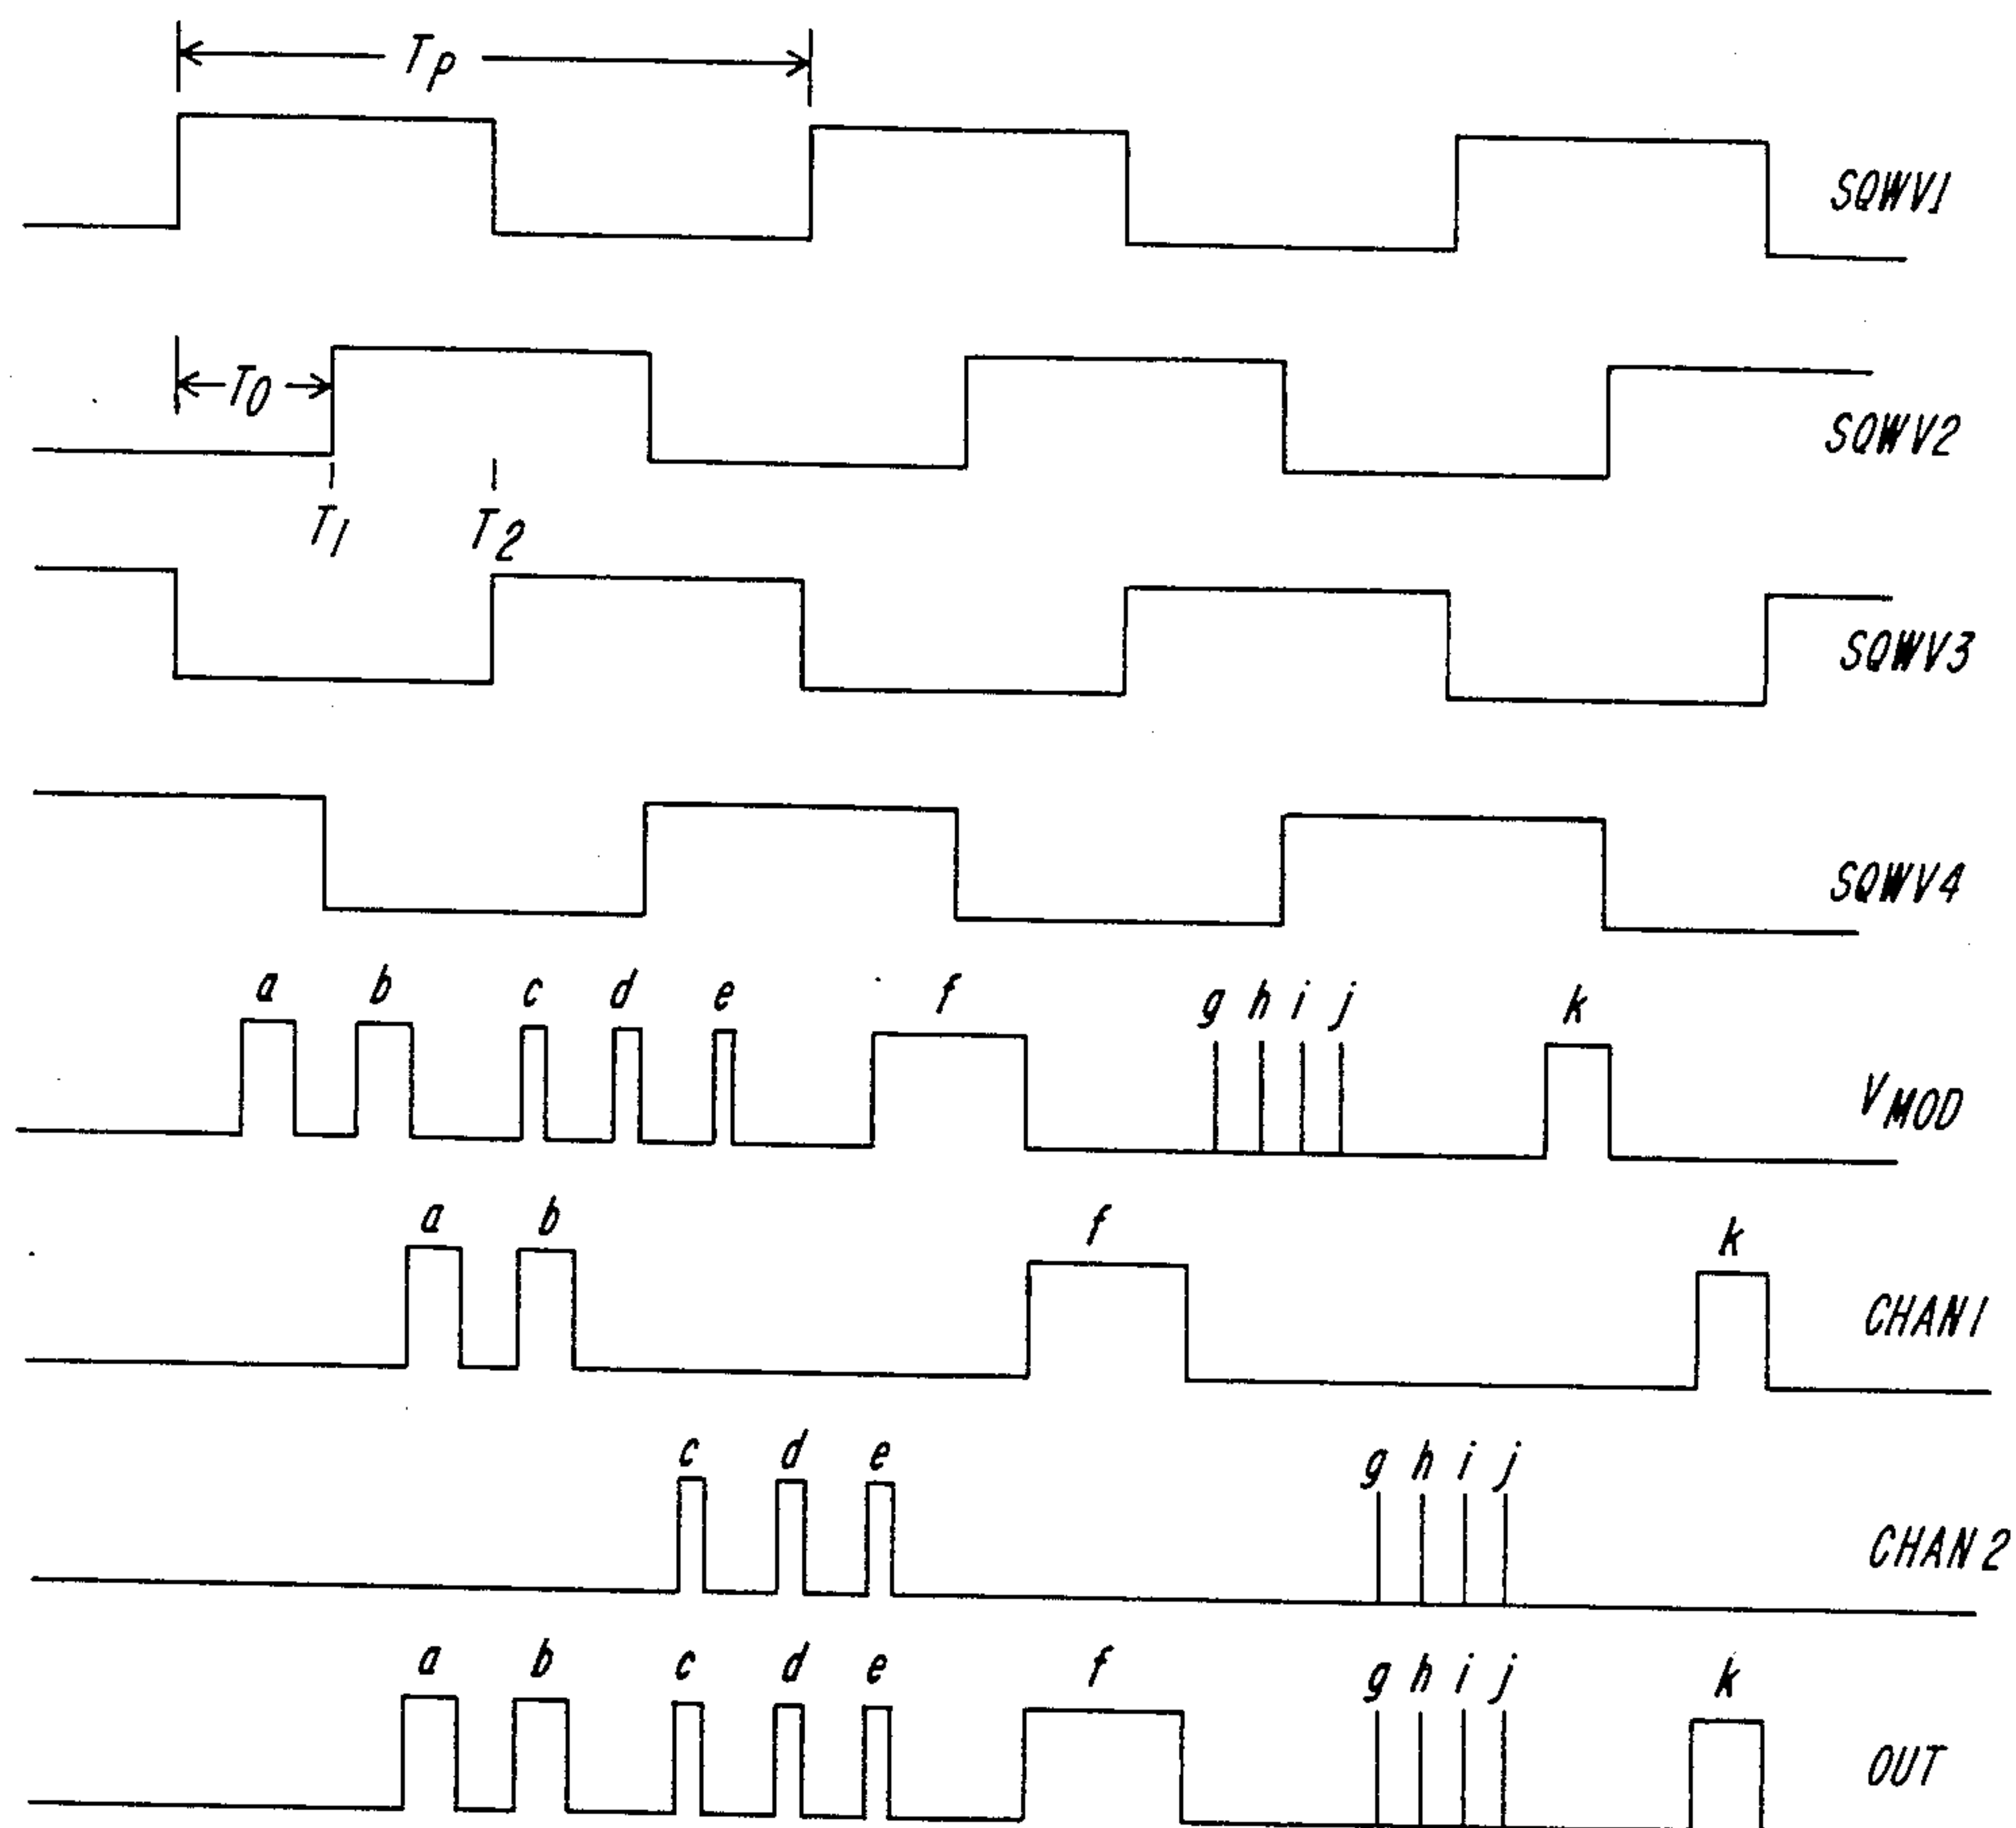 Tp
SQWV1
T0
SQWV2
T1 T2
SQWV3
SQWV4
a b c d e f g h i j k
VMOD
a b f k
CHAN1
c d e g h i j
CHAN2
a b c d e f g h i j k
OUT